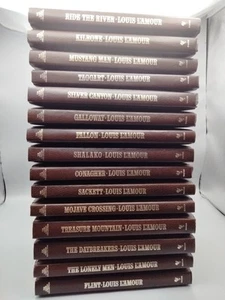 RIDE THE RIVER · LOUIS L'AMOUR
KILRONE · LOUIS L'AMOUR
MUSTANG MAN · LOUIS L'AMOUR
TAGGART · LOUIS L'AMOUR
SILVER CANYON · LOUIS L'AMOUR
GALLOWAY · LOUIS L'AMOUR
FALLON · LOUIS L'AMOUR
SHALAKO · LOUIS L'AMOUR
CONAGHER · LOUIS L'AMOUR
SACKETT · LOUIS L'AMOUR
MOJAVE CROSSING · LOUIS L'AMOUR
TREASURE MOUNTAIN · LOUIS L'AMOUR
THE DAYBREAKERS · LOUIS L'AMOUR
THE LONELY MEN · LOUIS L'AMOUR
FLINT · LOUIS L'AMOUR